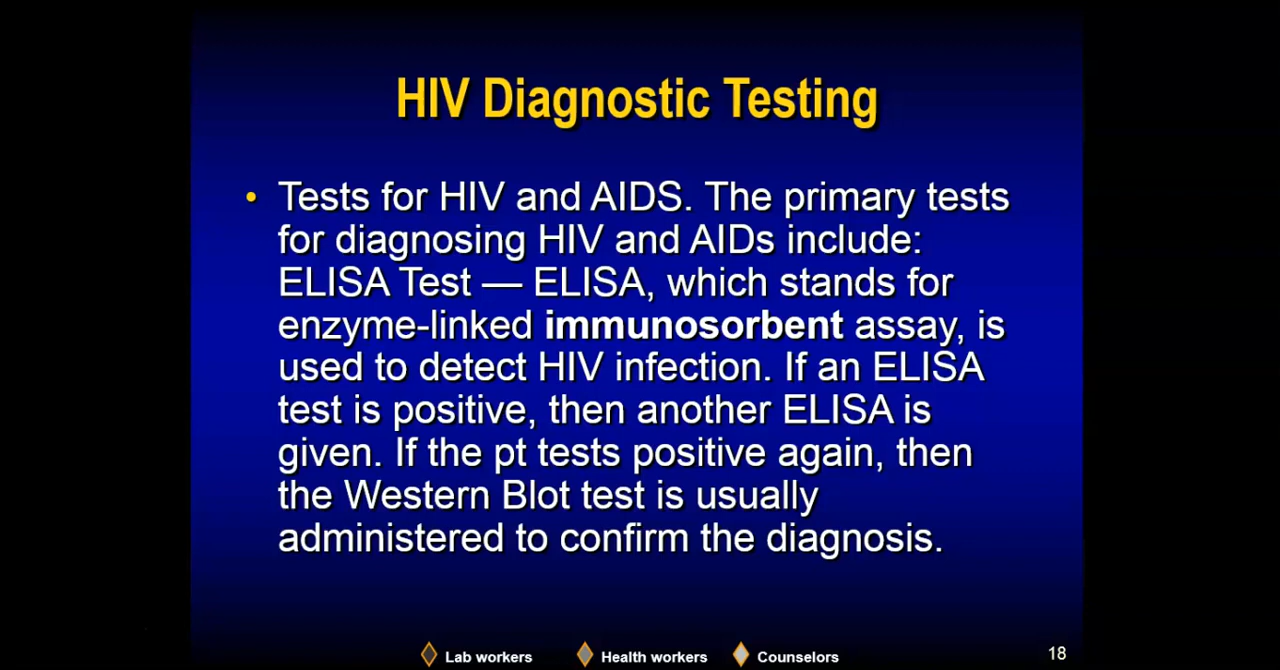 HIV Diagnostic Testing
• Tests for HIV and AIDS. The primary tests
for diagnosing HIV and AIDs include:
ELISA Test — ELISA, which stands for
enzyme-linked immunosorbent assay, is
used to detect HIV infection. If an ELISA
test is positive, then another ELISA is
given. If the pt tests positive again, then
the Western Blot test is usually
administered to confirm the diagnosis.
Lab workers Health workers Counselors 18